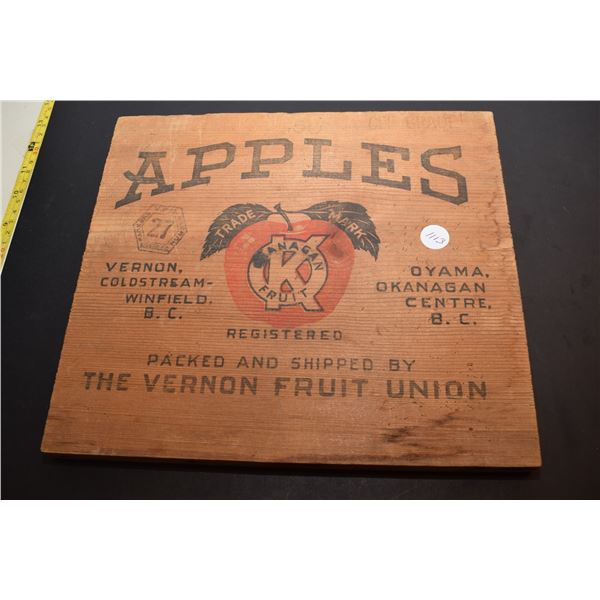 APPLES
27
TRADE MARK
OKANAGAN
FRUIT
1113
VERNON,
COLDSTREAM-
WINFIELD.
B. C.
OYAMA,
OKANAGAN
CENTRE,
B. C.
REGISTERED
PACKED AND SHIPPED BY
THE VERNON FRUIT UNION